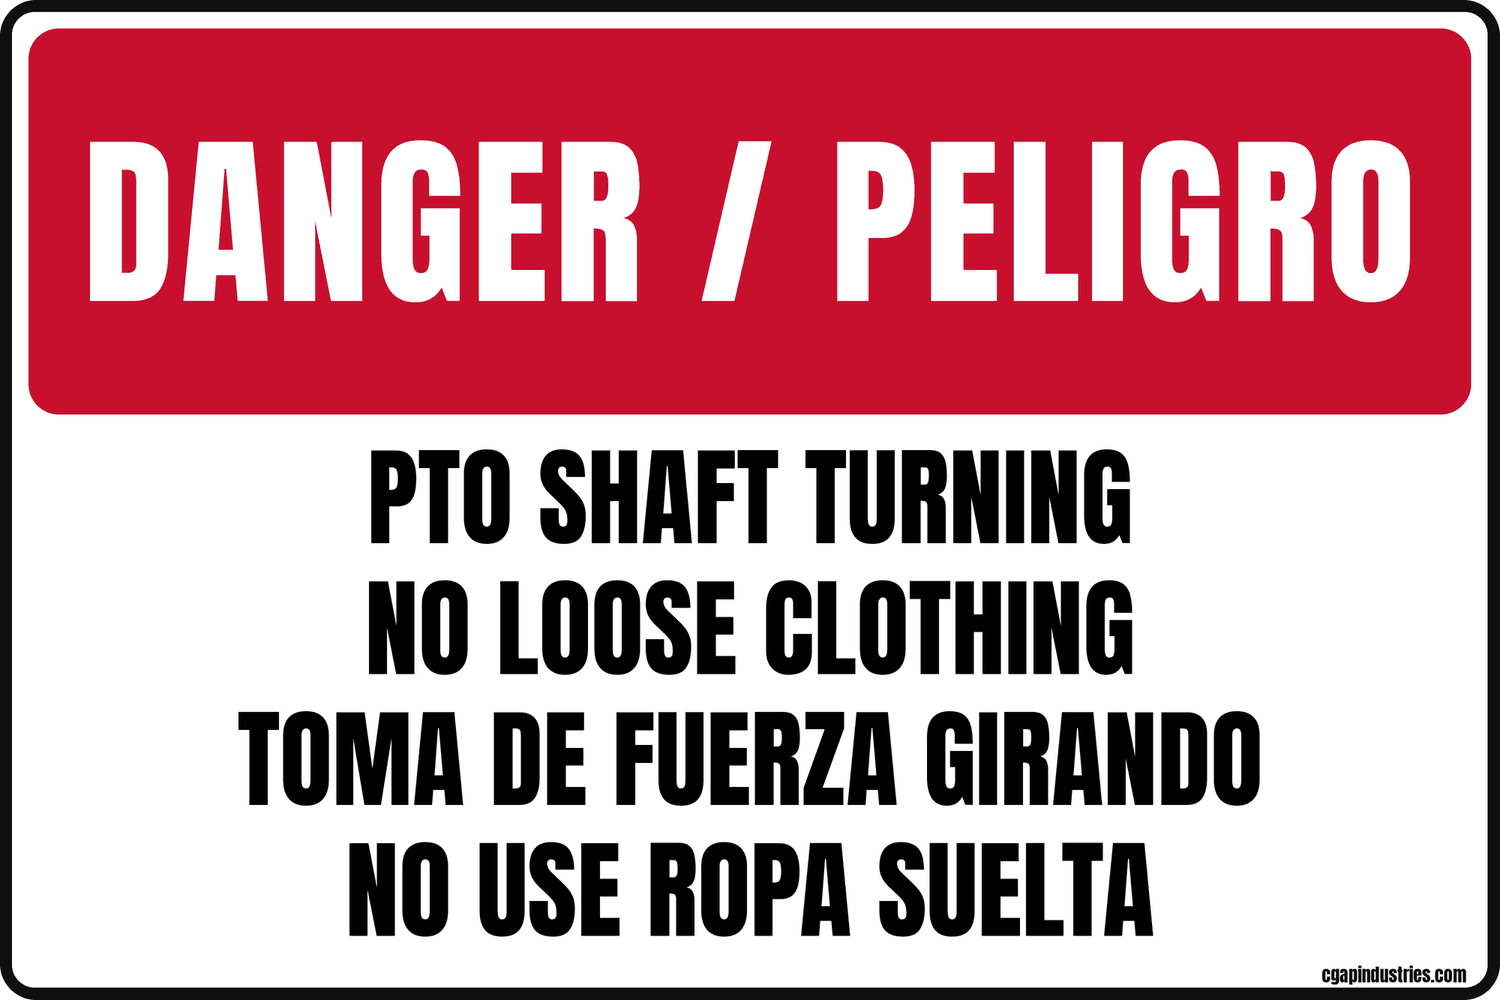 DANGER / PELIGRO
PTO SHAFT TURNING
NO LOOSE CLOTHING
TOMA DE FUERZA GIRANDO
NO USE ROPA SUELTA
cgapindustries.com